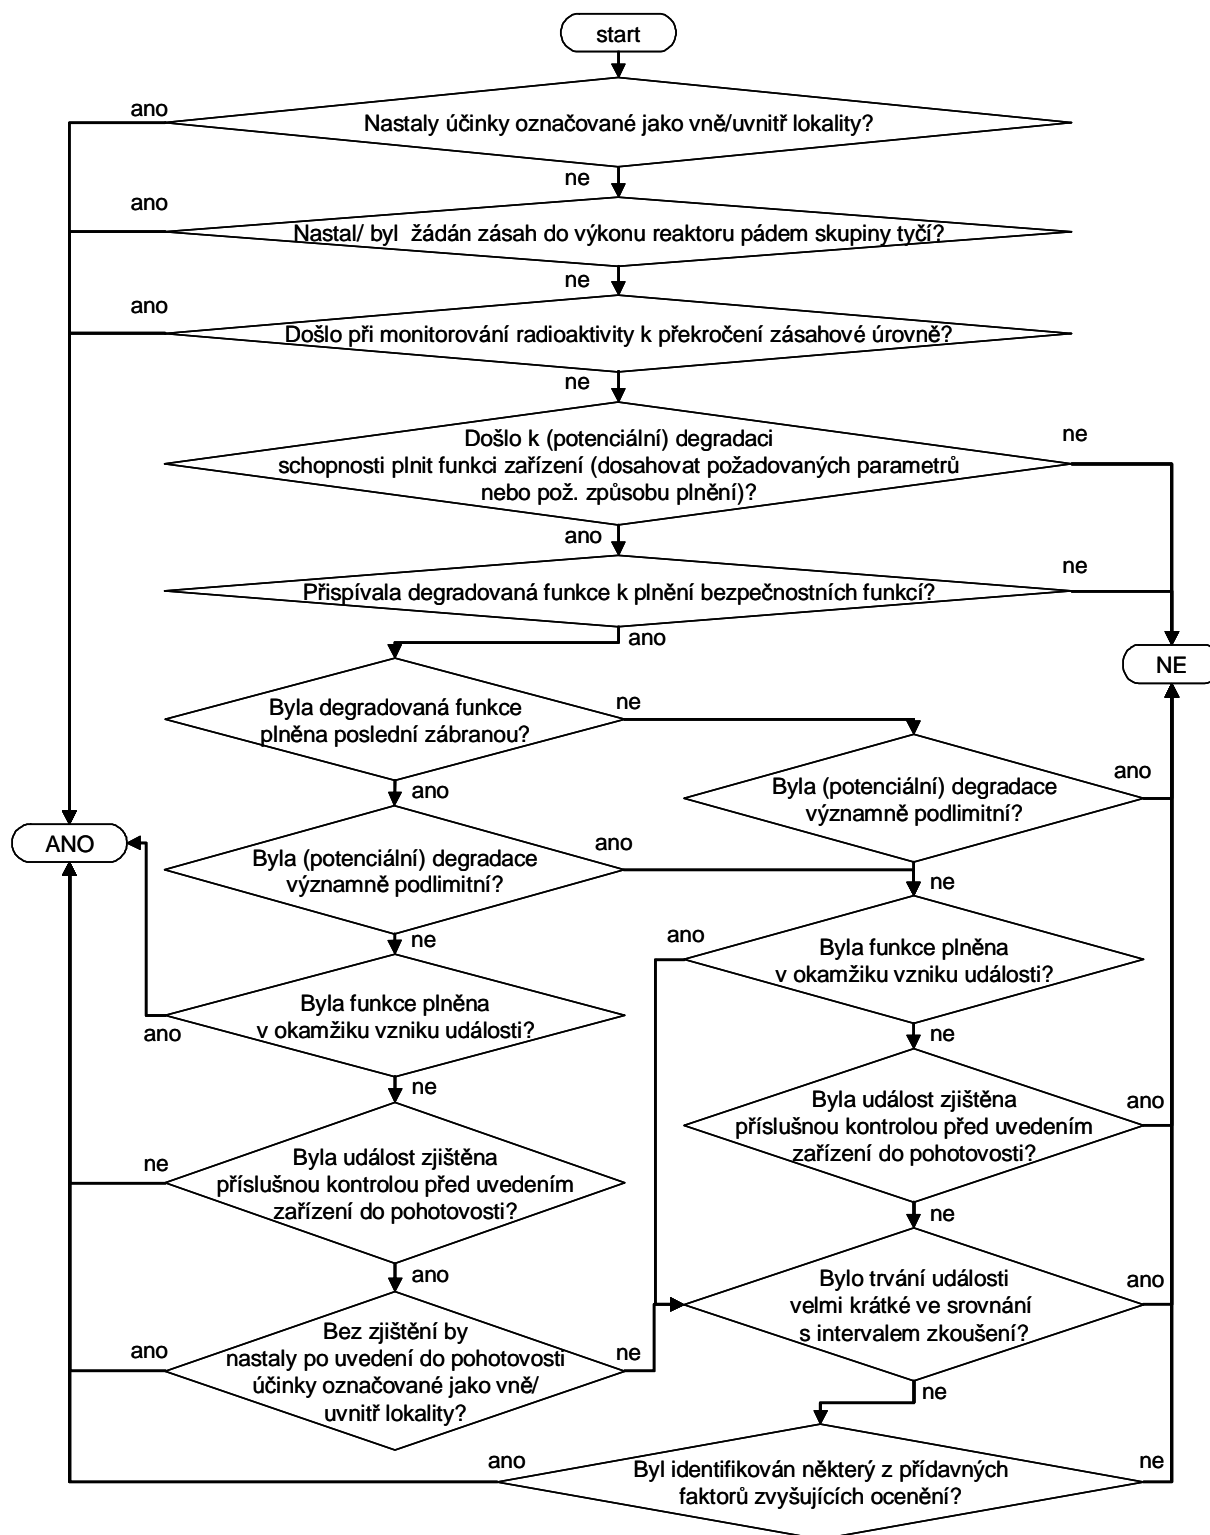 start
ano
Nastaly účinky označované jako vně/uvnitř lokality?
ne
ano
Nastal/ byl  žádán zásah do výkonu reaktoru pádem skupiny tyčí?
ne
ano
Došlo při monitorování radioaktivity k překročení zásahové úrovně?
ne
Došlo k (potenciální) degradaci
schopnosti plnit funkci zařízení (dosahovat požadovaných parametrů
nebo pož. způsobu plnění)?
ne
ano
Přispívala degradovaná funkce k plnění bezpečnostních funkcí?
ne
ano
NE
Byla degradovaná funkce
plněna poslední zábranou?
ne
ano
Byla (potenciální) degradace
významně podlimitní?
ano
ne
ANO
Byla (potenciální) degradace
významně podlimitní?
ano
ne
Byla funkce plněna
v okamžiku vzniku události?
ano
ne
Byla funkce plněna
v okamžiku vzniku události?
ano
ne
Byla událost zjištěna
příslušnou kontrolou před uvedením
zařízení do pohotovosti?
ano
ne
Byla událost zjištěna
příslušnou kontrolou před uvedením
zařízení do pohotovosti?
ne
ano
Bylo trvání události
velmi krátké ve srovnání
s intervalem zkoušení?
ano
ne
Bez zjištění by
nastaly po uvedení do pohotovosti
účinky označované jako vně/
uvnitř lokality?
ano
ne
Byl identifikován některý z přídavných
faktorů zvyšujících ocenění?
ano
ne